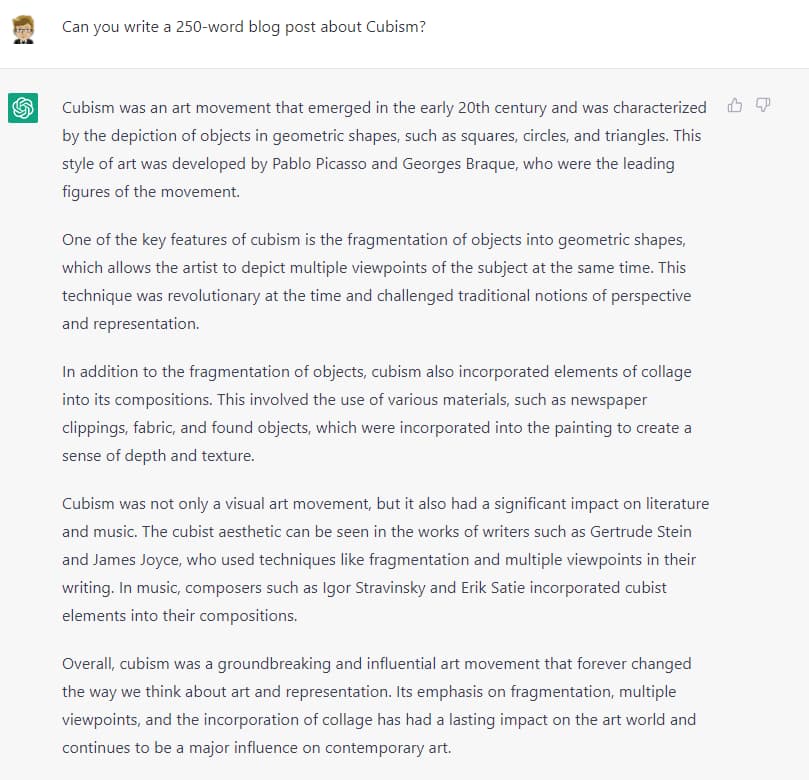 Can you write a 250-word blog post about Cubism?
Cubism was an art movement that emerged in the early 20th century and was characterized
by the depiction of objects in geometric shapes, such as squares, circles, and triangles. This
style of art was developed by Pablo Picasso and Georges Braque, who were the leading
figures of the movement.
One of the key features of cubism is the fragmentation of objects into geometric shapes,
which allows the artist to depict multiple viewpoints of the subject at the same time. This
technique was revolutionary at the time and challenged traditional notions of perspective
and representation.
In addition to the fragmentation of objects, cubism also incorporated elements of collage
into its compositions. This involved the use of various materials, such as newspaper
clippings, fabric, and found objects, which were incorporated into the painting to create a
sense of depth and texture.
Cubism was not only a visual art movement, but it also had a significant impact on literature
and music. The cubist aesthetic can be seen in the works of writers such as Gertrude Stein
and James Joyce, who used techniques like fragmentation and multiple viewpoints in their
writing. In music, composers such as Igor Stravinsky and Erik Satie incorporated cubist
elements into their compositions.
Overall, cubism was a groundbreaking and influential art movement that forever changed
the way we think about art and representation. Its emphasis on fragmentation, multiple
viewpoints, and the incorporation of collage has had a lasting impact on the art world and
continues to be a major influence on contemporary art.